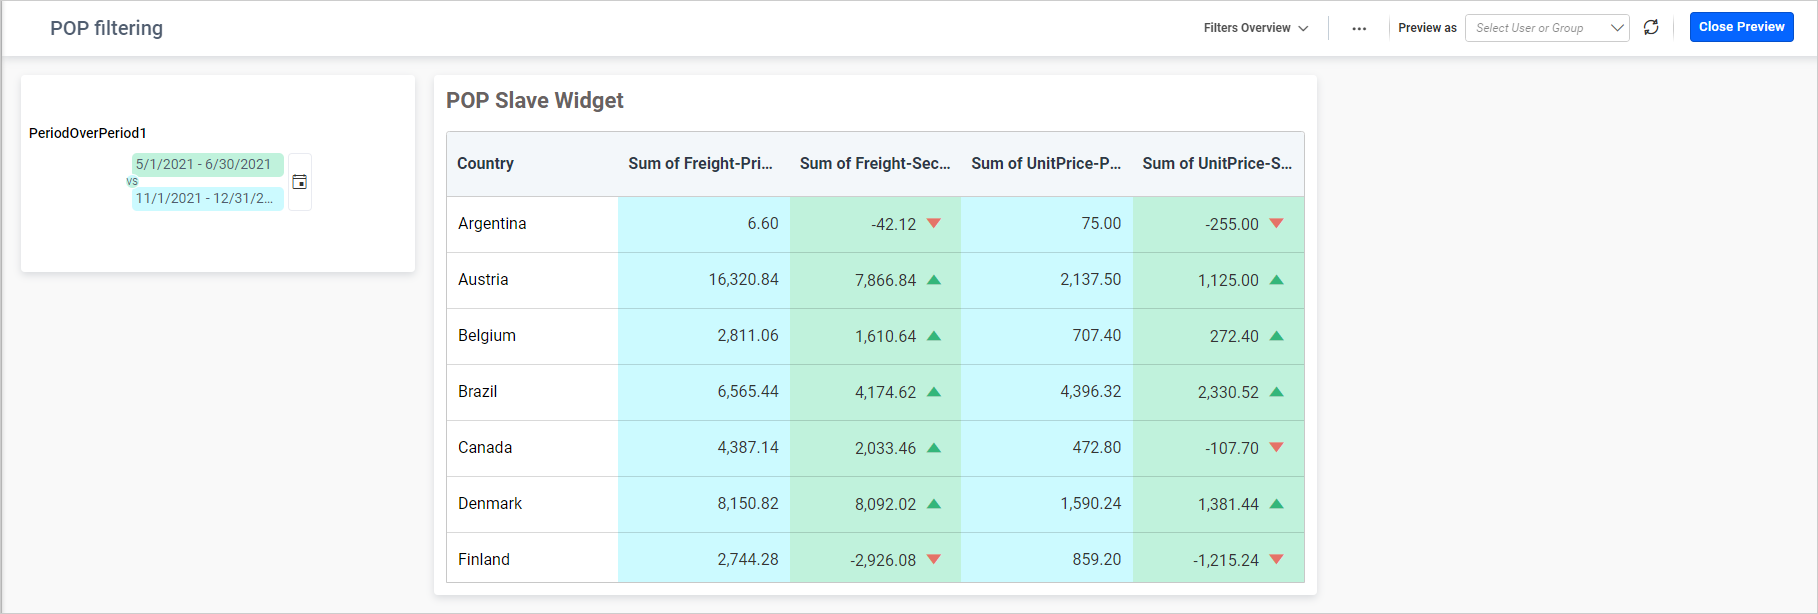 POP filtering
Filters Overview
Preview as
Select User or Group
Close Preview
PeriodOverPeriod1
5/1/2021 - 6/30/2021
vs
11/1/2021 - 12/31/2...
POP Slave Widget
Country Sum of Freight-Pri... Sum of Freight-Sec... Sum of UnitPrice-P... Sum of UnitPrice-S...
Argentina 6.60 -42.12 75.00 -255.00
Austria 16,320.84 7,866.84 2,137.50 1,125.00
Belgium 2,811.06 1,610.64 707.40 272.40
Brazil 6,565.44 4,174.62 4,396.32 2,330.52
Canada 4,387.14 2,033.46 472.80 -107.70
Denmark 8,150.82 8,092.02 1,590.24 1,381.44
Finland 2,744.28 -2,926.08 859.20 -1,215.24